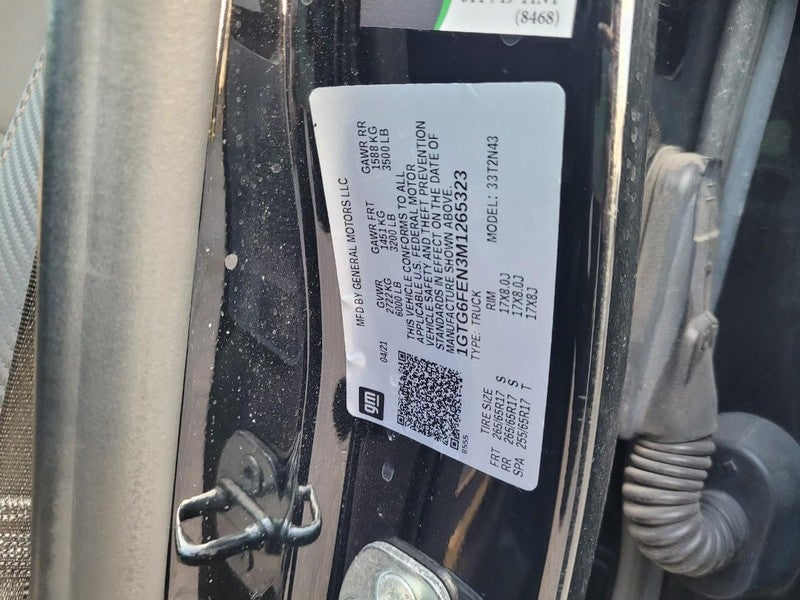 (8468)
MFD BY GENERAL MOTORS LLC
04/21 GVWR GAWR FRT GAWR RR
2722 KG 1451 KG 1588 KG
6000 LB 3200 LB 3500 LB
THIS VEHICLE CONFORMS TO ALL
APPLICABLE U.S. FEDERAL MOTOR
VEHICLE SAFETY AND THEFT PREVENTION
STANDARDS IN EFFECT ON THE DATE OF
MANUFACTURE SHOWN ABOVE.
1GTG6FEN3M1265323
TYPE: TRUCK MODEL: 33T2N43
gm
8555
TIRE SIZE RIM
FRT 265/65R17 S 17X8.0J
RR 265/65R17 S 17X8.0J
SPA 255/65R17 T 17X8J